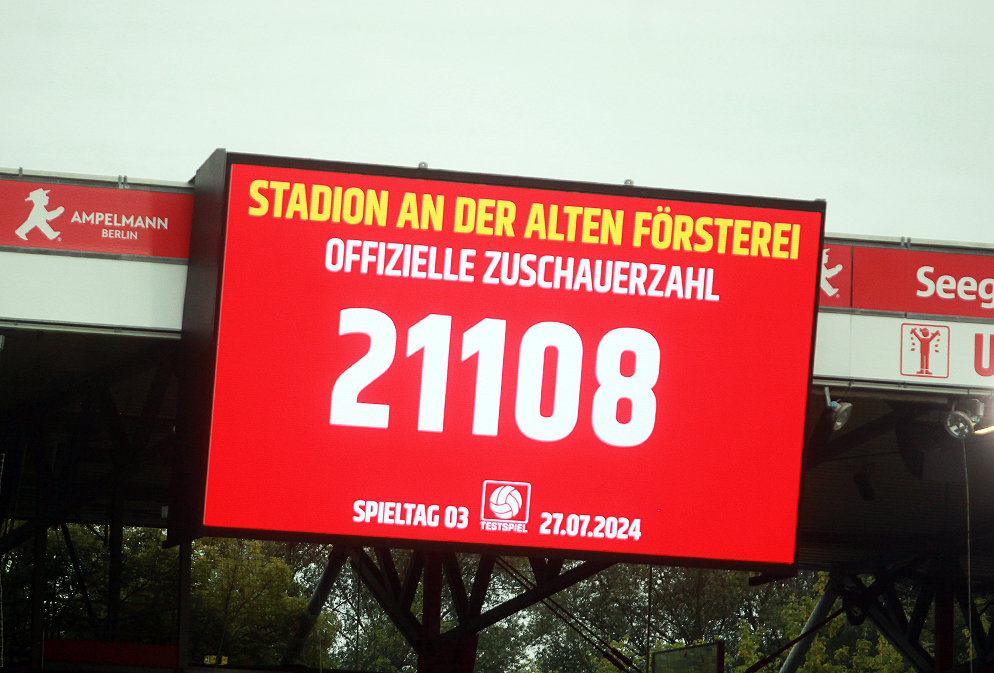 STADION AN DER ALTEN FÖRSTEREI
OFFIZIELLE ZUSCHAUERZAHL
21108
SPIELTAG 03
TESTSPIEL
27.07.2024
AMPELMANN
BERLIN
Seeg
U